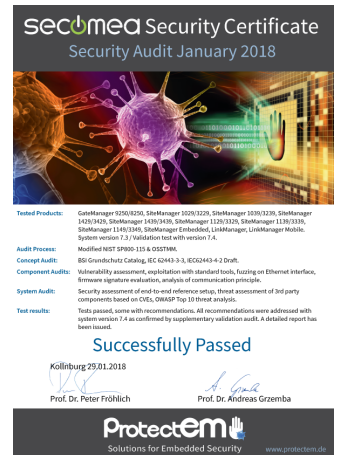 secomea Security Certificate
Security Audit January 2018
Tested Products: GateManager 9250/8250, SiteManager 1029/3229, SiteManager 1039/3239, SiteManager
1429/3429, SiteManager 1439/3439, SiteManager 1129/3329, SiteManager 1139/3339,
SiteManager 1149/3349, SiteManager Embedded, LinkManager, LinkManager Mobile.
System version 7.3 / Validation test with version 7.4.
Audit Process: Modified NIST SP800-115 & OSSTMM.
Concept Audit: BSI Grundschutz Catalog, IEC 62443-3-3, IEC62443-4-2 Draft.
Component Audits: Vulnerability assessment, exploitation with standard tools, fuzzing on Ethernet interface,
firmware signature evaluation, analysis of communication principle.
System Audit: Security assessment of end-to-end reference setup, threat assessment of 3rd party
components based on CVEs, OWASP Top 10 threat analysis.
Test results: Tests passed, some with recommendations. All recommendations were addressed with
system version 7.4 as confirmed by supplementary validation audit. A detailed report has
been issued.
Successfully Passed
Kollnburg 29.01.2018
Prof. Dr. Peter Fröhlich Prof. Dr. Andreas Grzemba
Protectem
Solutions for Embedded Security www.protectem.de